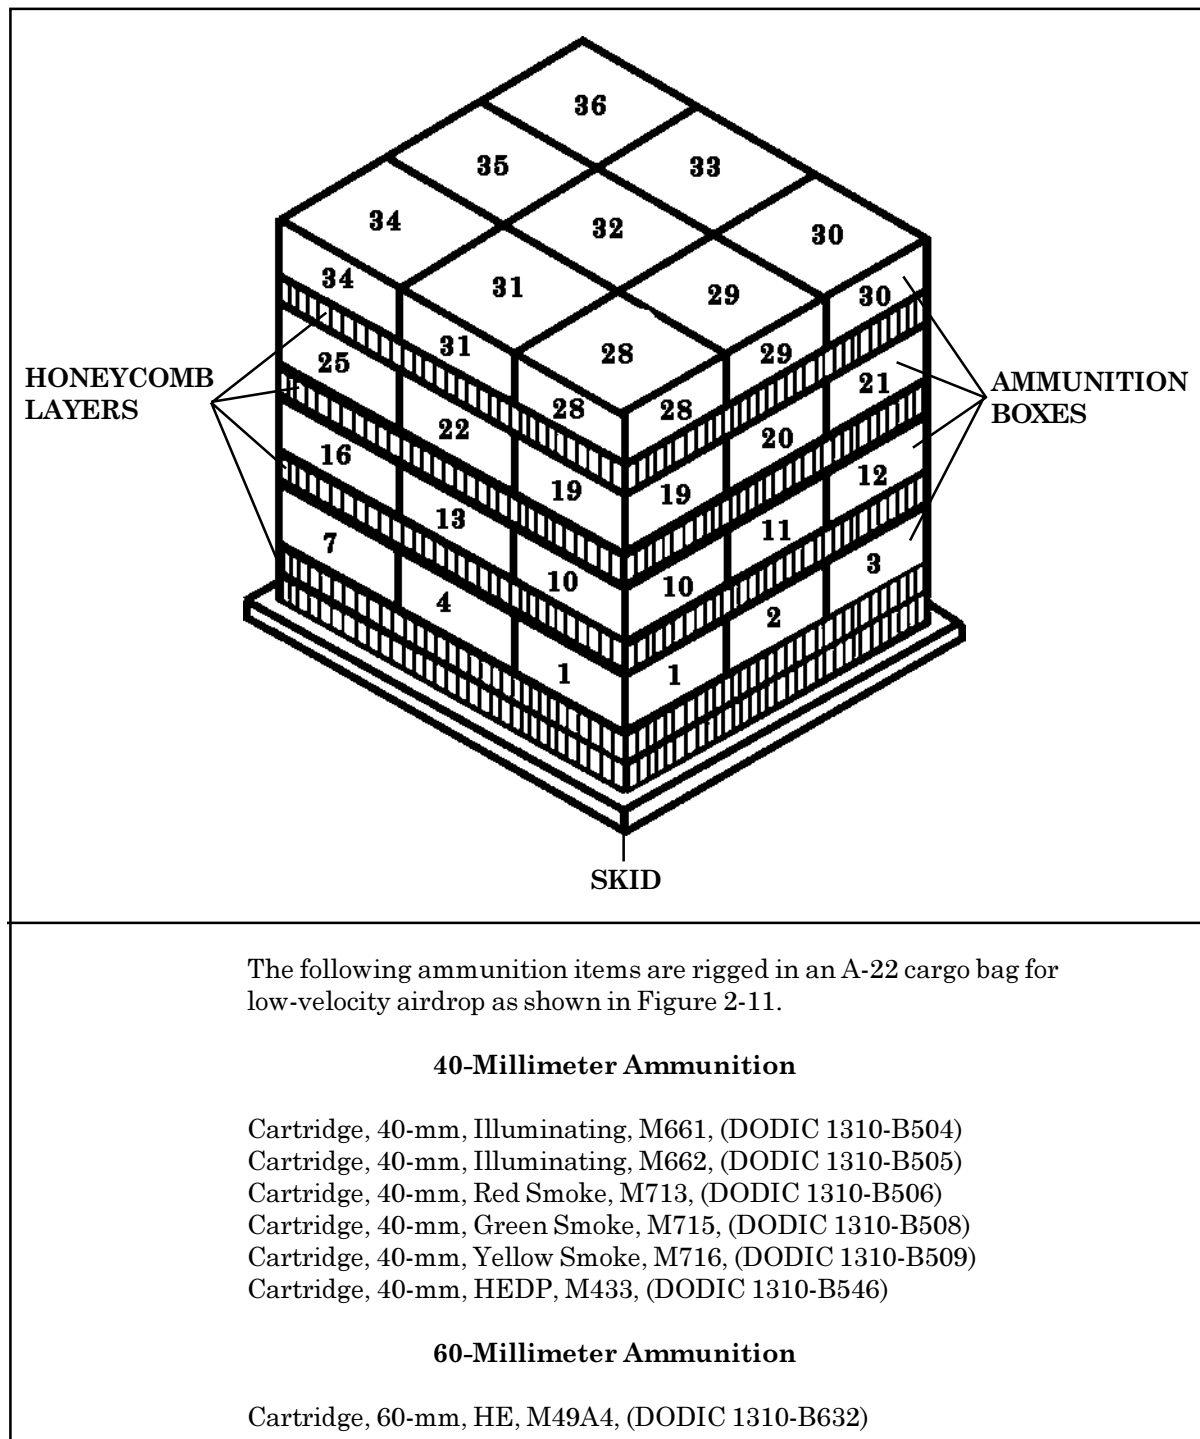 36
35
33
34
32
30
31
29
28
34
31
28
28
29
30
HONEYCOMB
LAYERS
AMMUNITION
BOXES
25
22
19
19
20
21
16
13
10
10
11
12
7
4
1
1
2
3
SKID
The following ammunition items are rigged in an A-22 cargo bag for
low-velocity airdrop as shown in Figure 2-11.
40-Millimeter Ammunition
Cartridge, 40-mm, Illuminating, M661, (DODIC 1310-B504)
Cartridge, 40-mm, Illuminating, M662, (DODIC 1310-B505)
Cartridge, 40-mm, Red Smoke, M713, (DODIC 1310-B506)
Cartridge, 40-mm, Green Smoke, M715, (DODIC 1310-B508)
Cartridge, 40-mm, Yellow Smoke, M716, (DODIC 1310-B509)
Cartridge, 40-mm, HEDP, M433, (DODIC 1310-B546)
60-Millimeter Ammunition
Cartridge, 60-mm, HE, M49A4, (DODIC 1310-B632)